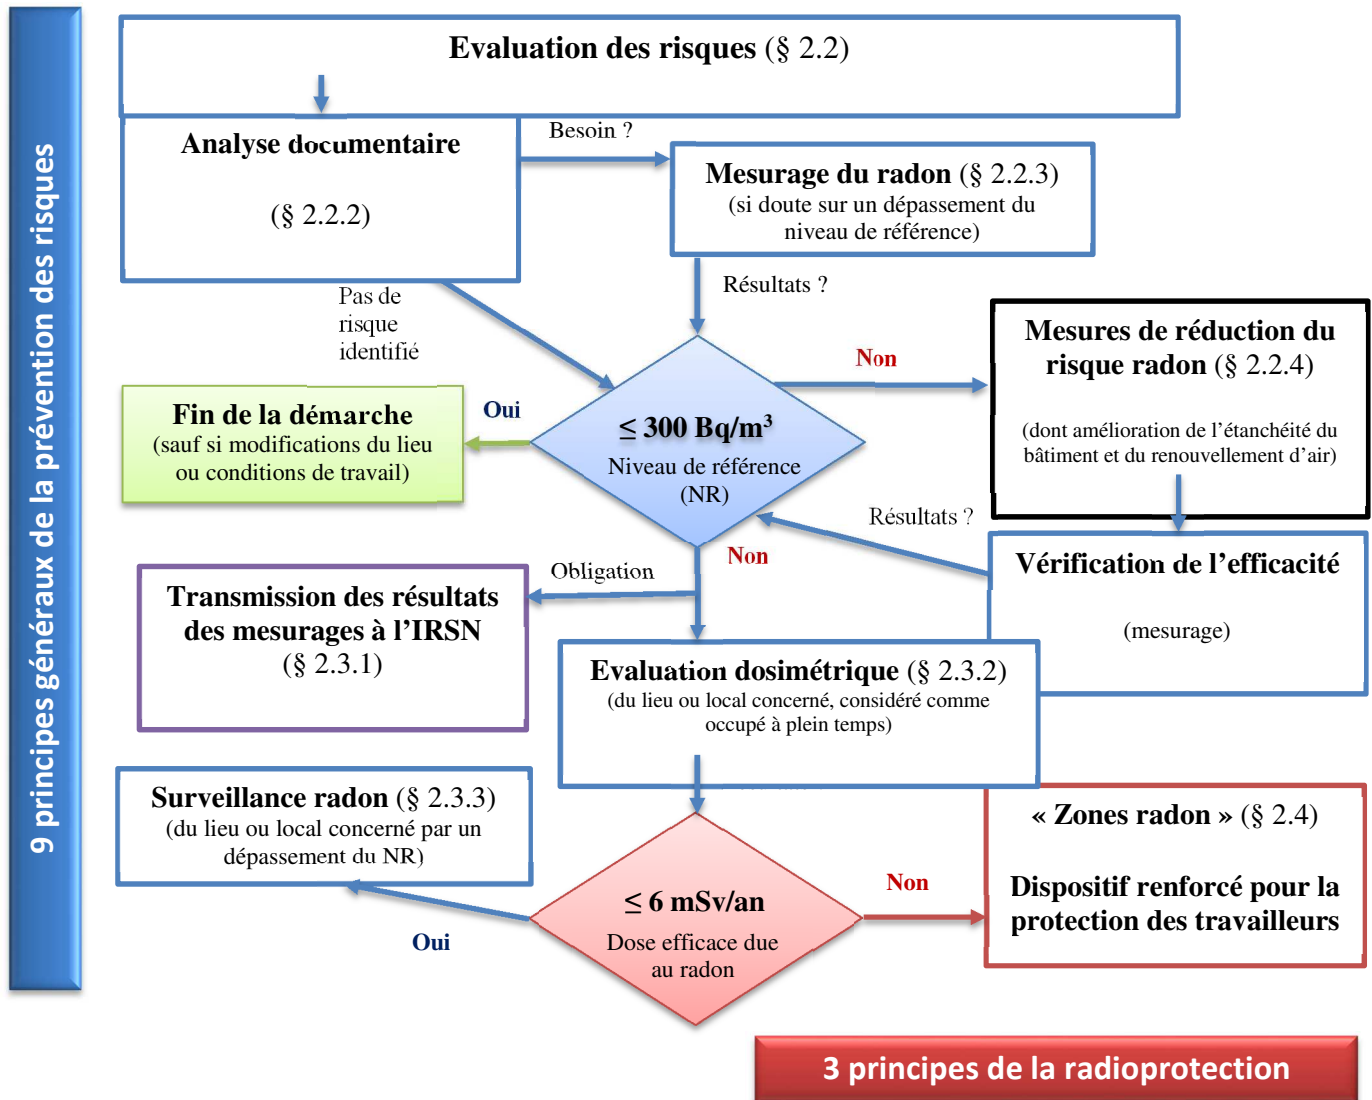 9 principes généraux de la prévention des risques
Evaluation des risques (§ 2.2)
Analyse documentaire
(§ 2.2.2)
Besoin ?
Mesurage du radon (§ 2.2.3)
(si doute sur un dépassement du
niveau de référence)
Pas de
risque
identifié
Résultats ?
Non
Mesures de réduction du
risque radon (§ 2.2.4)
(dont amélioration de l’étanchéité du
bâtiment et du renouvellement d’air)
Fin de la démarche
(sauf si modifications du lieu
ou conditions de travail)
Oui
≤ 300 Bq/m³
Niveau de référence
(NR)
Résultats ?
Non
Vérification de l’efficacité
(mesurage)
Obligation
Transmission des résultats
des mesurages à l’IRSN
(§ 2.3.1)
Evaluation dosimétrique (§ 2.3.2)
(du lieu ou local concerné, considéré comme
occupé à plein temps)
Surveillance radon (§ 2.3.3)
(du lieu ou local concerné par un
dépassement du NR)
Oui
≤ 6 mSv/an
Dose efficace due
au radon
Non
« Zones radon » (§ 2.4)
Dispositif renforcé pour la
protection des travailleurs
3 principes de la radioprotection